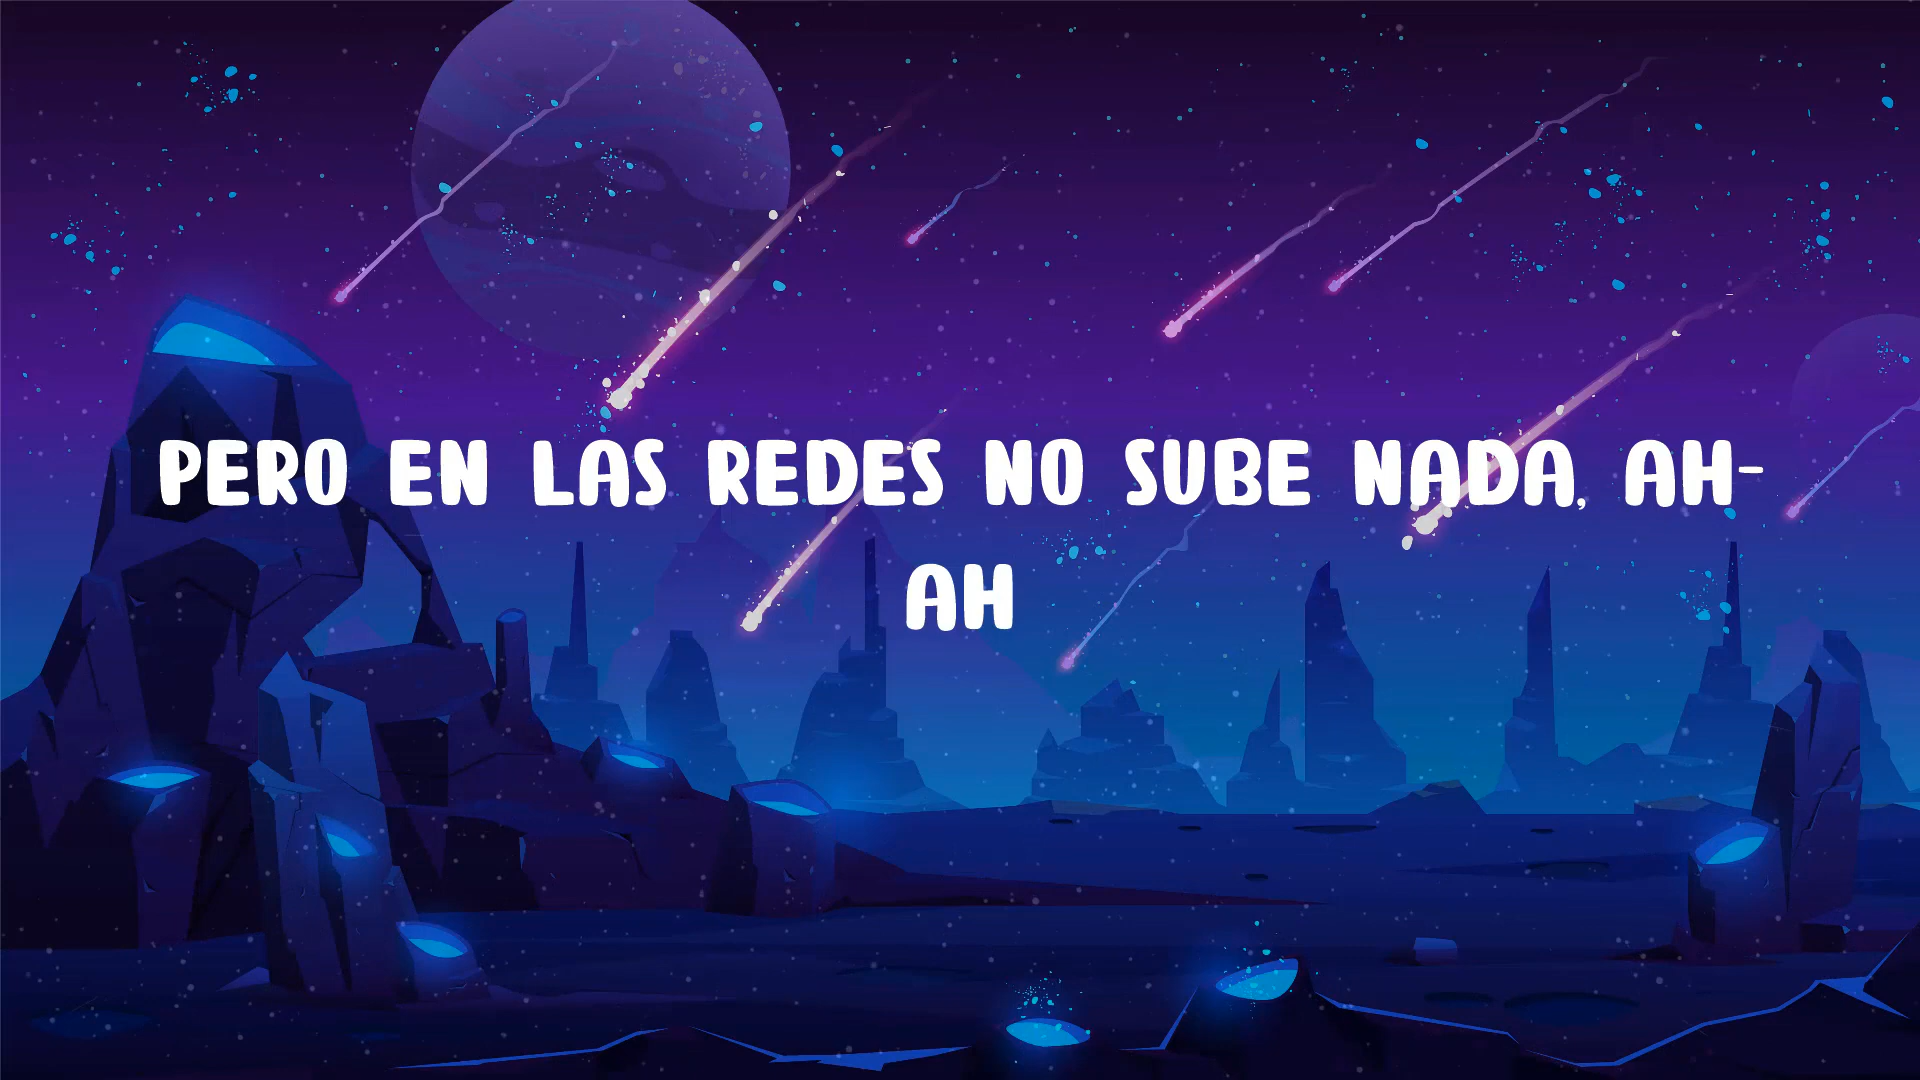 PERO EN LAS REDES NO SUBE NADA, AH-
AH